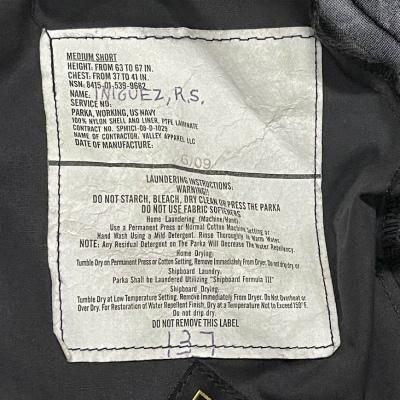 MEDIUM SHORT
HEIGHT: FROM 63 TO 67 IN.
CHEST: FROM 37 TO 41 IN.
NSN: 8415-01-539-9682
NAME: INIGUEZ, R.S.
SERVICE NO:
PARKA, WORKING, US NAVY
100% NYLON SHELL AND LINER, PTFE LAMINATE
CONTRACT NO. SPM1C1-08-D-1029
NAME OF CONTRACTOR, VALLEY APPAREL LLC
DATE OF MANUFACTURE:
6/09
LAUNDERING INSTRUCTIONS:
WARNING!!
DO NOT STARCH, BLEACH, DRY CLEAN OR PRESS THE PARKA
DO NOT USE FABRIC SOFTENERS
Home Laundering (Machine/Hand)
Use a Permanent Press or Normal Cotton Machine Setting or
Hand Wash Using a Mild Detergent. Rinse Thoroughly in Warm Water.
NOTE: Any Residual Detergent on the Parka Will Decrease The Water Repellency.
Home Drying:
Tumble Dry on Permanent Press or Cotton Setting, Remove Immediately From Dryer. Do not drip dry.
Shipboard Laundry:
Parka Shall be Laundered Utilizing "Shipboard Formula III"
Shipboard Drying:
Tumble Dry at Low Temperature Setting, Remove Immediately From Dryer. Do Not Overheat or
Over Dry. For Restoration of Water Repellent Finish, Dry at a Temperature Not to Exceed 150°F.
Do not drip dry.
DO NOT REMOVE THIS LABEL
137